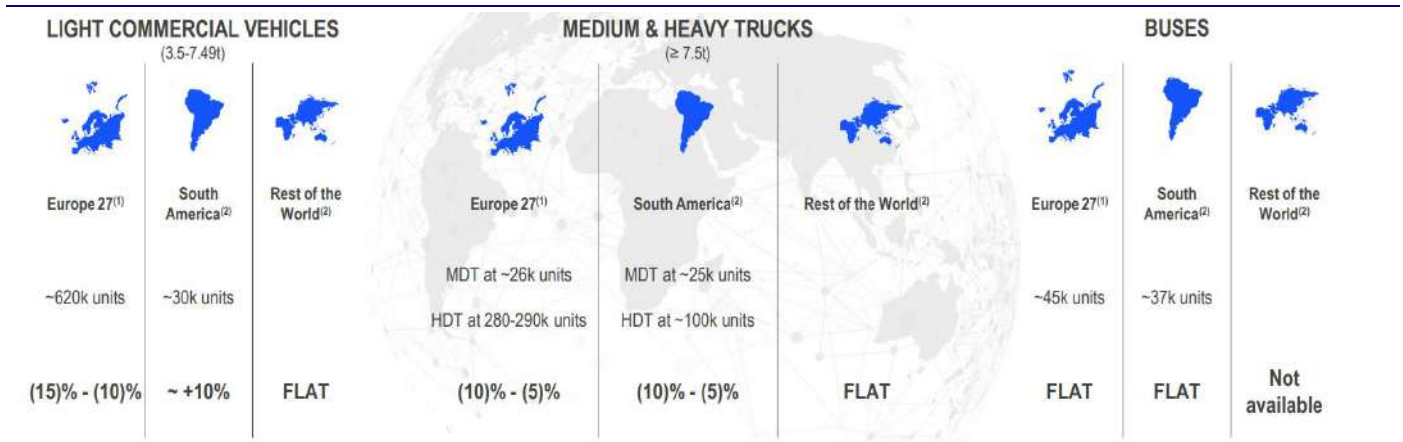 LIGHT COMMERCIAL VEHICLES
(3.5-7.49t)
Europe 27(1)
South
America(2)
Rest of the
World(2)
~620k units
~30k units
(15)% - (10)%
~ +10%
FLAT
MEDIUM & HEAVY TRUCKS
(≥ 7.5t)
Europe 27(1)
South America(2)
Rest of the World(2)
MDT at ~26k units
HDT at 280-290k units
MDT at ~25k units
HDT at ~100k units
(10)% - (5)%
(10)% - (5)%
FLAT
BUSES
Europe 27(1)
South
America(2)
Rest of the
World(2)
~45k units
~37k units
FLAT
FLAT
Not
available